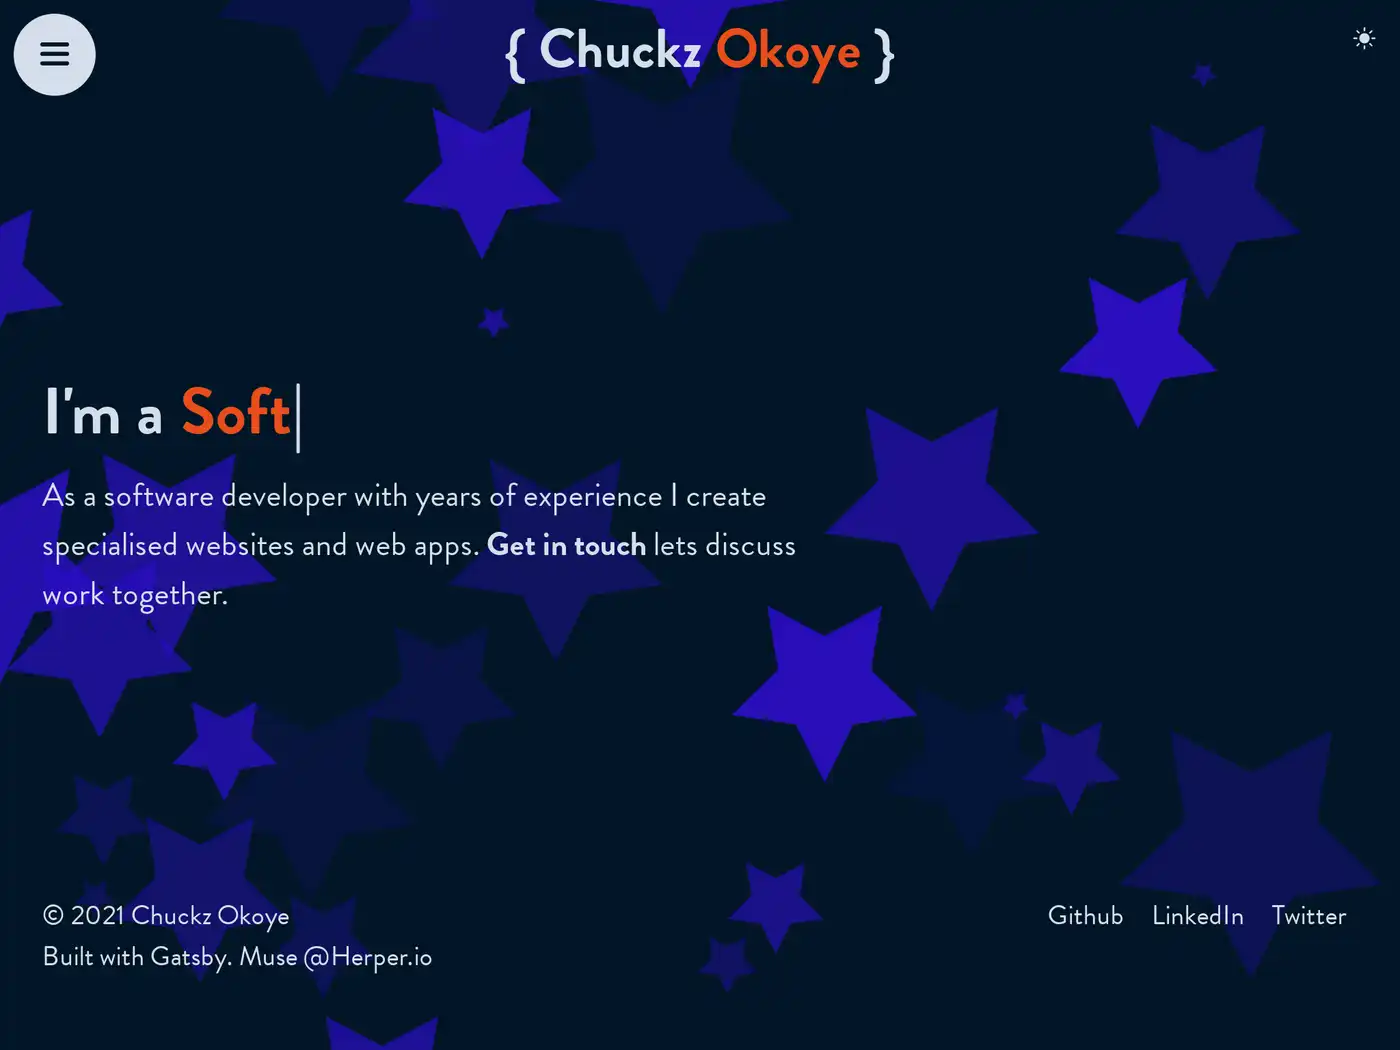 { Chuckz Okoye }
I'm a Soft
As a software developer with years of experience I create
specialised websites and web apps. Get in touch lets discuss
work together.
© 2021 Chuckz Okoye
Built with Gatsby. Muse @Herper.io
Github LinkedIn Twitter